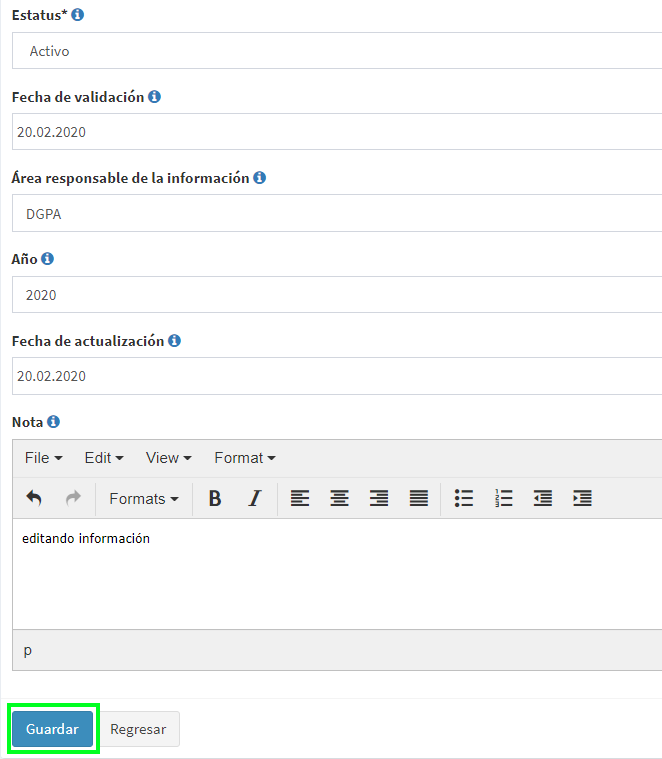 Estatus*
Activo
Fecha de validación
20.02.2020
Área responsable de la información
DGPA
Año
2020
Fecha de actualización
20.02.2020
Nota
File Edit View Format
Formats B I
editando información
p
Guardar Regresar